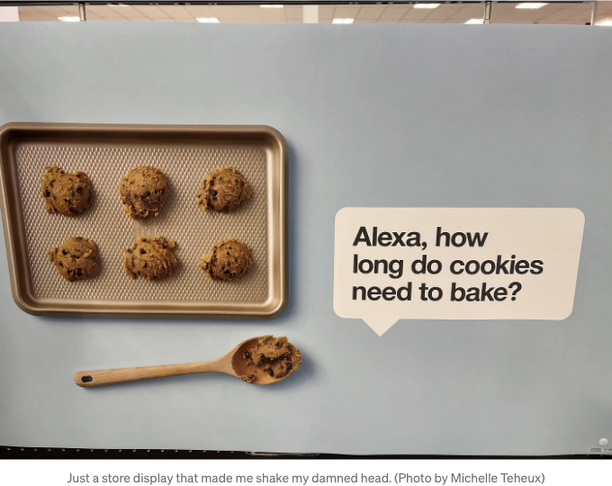 Alexa, how
long do cookies
need to bake?
Just a store display that made me shake my damned head. (Photo by Michelle Teheux)